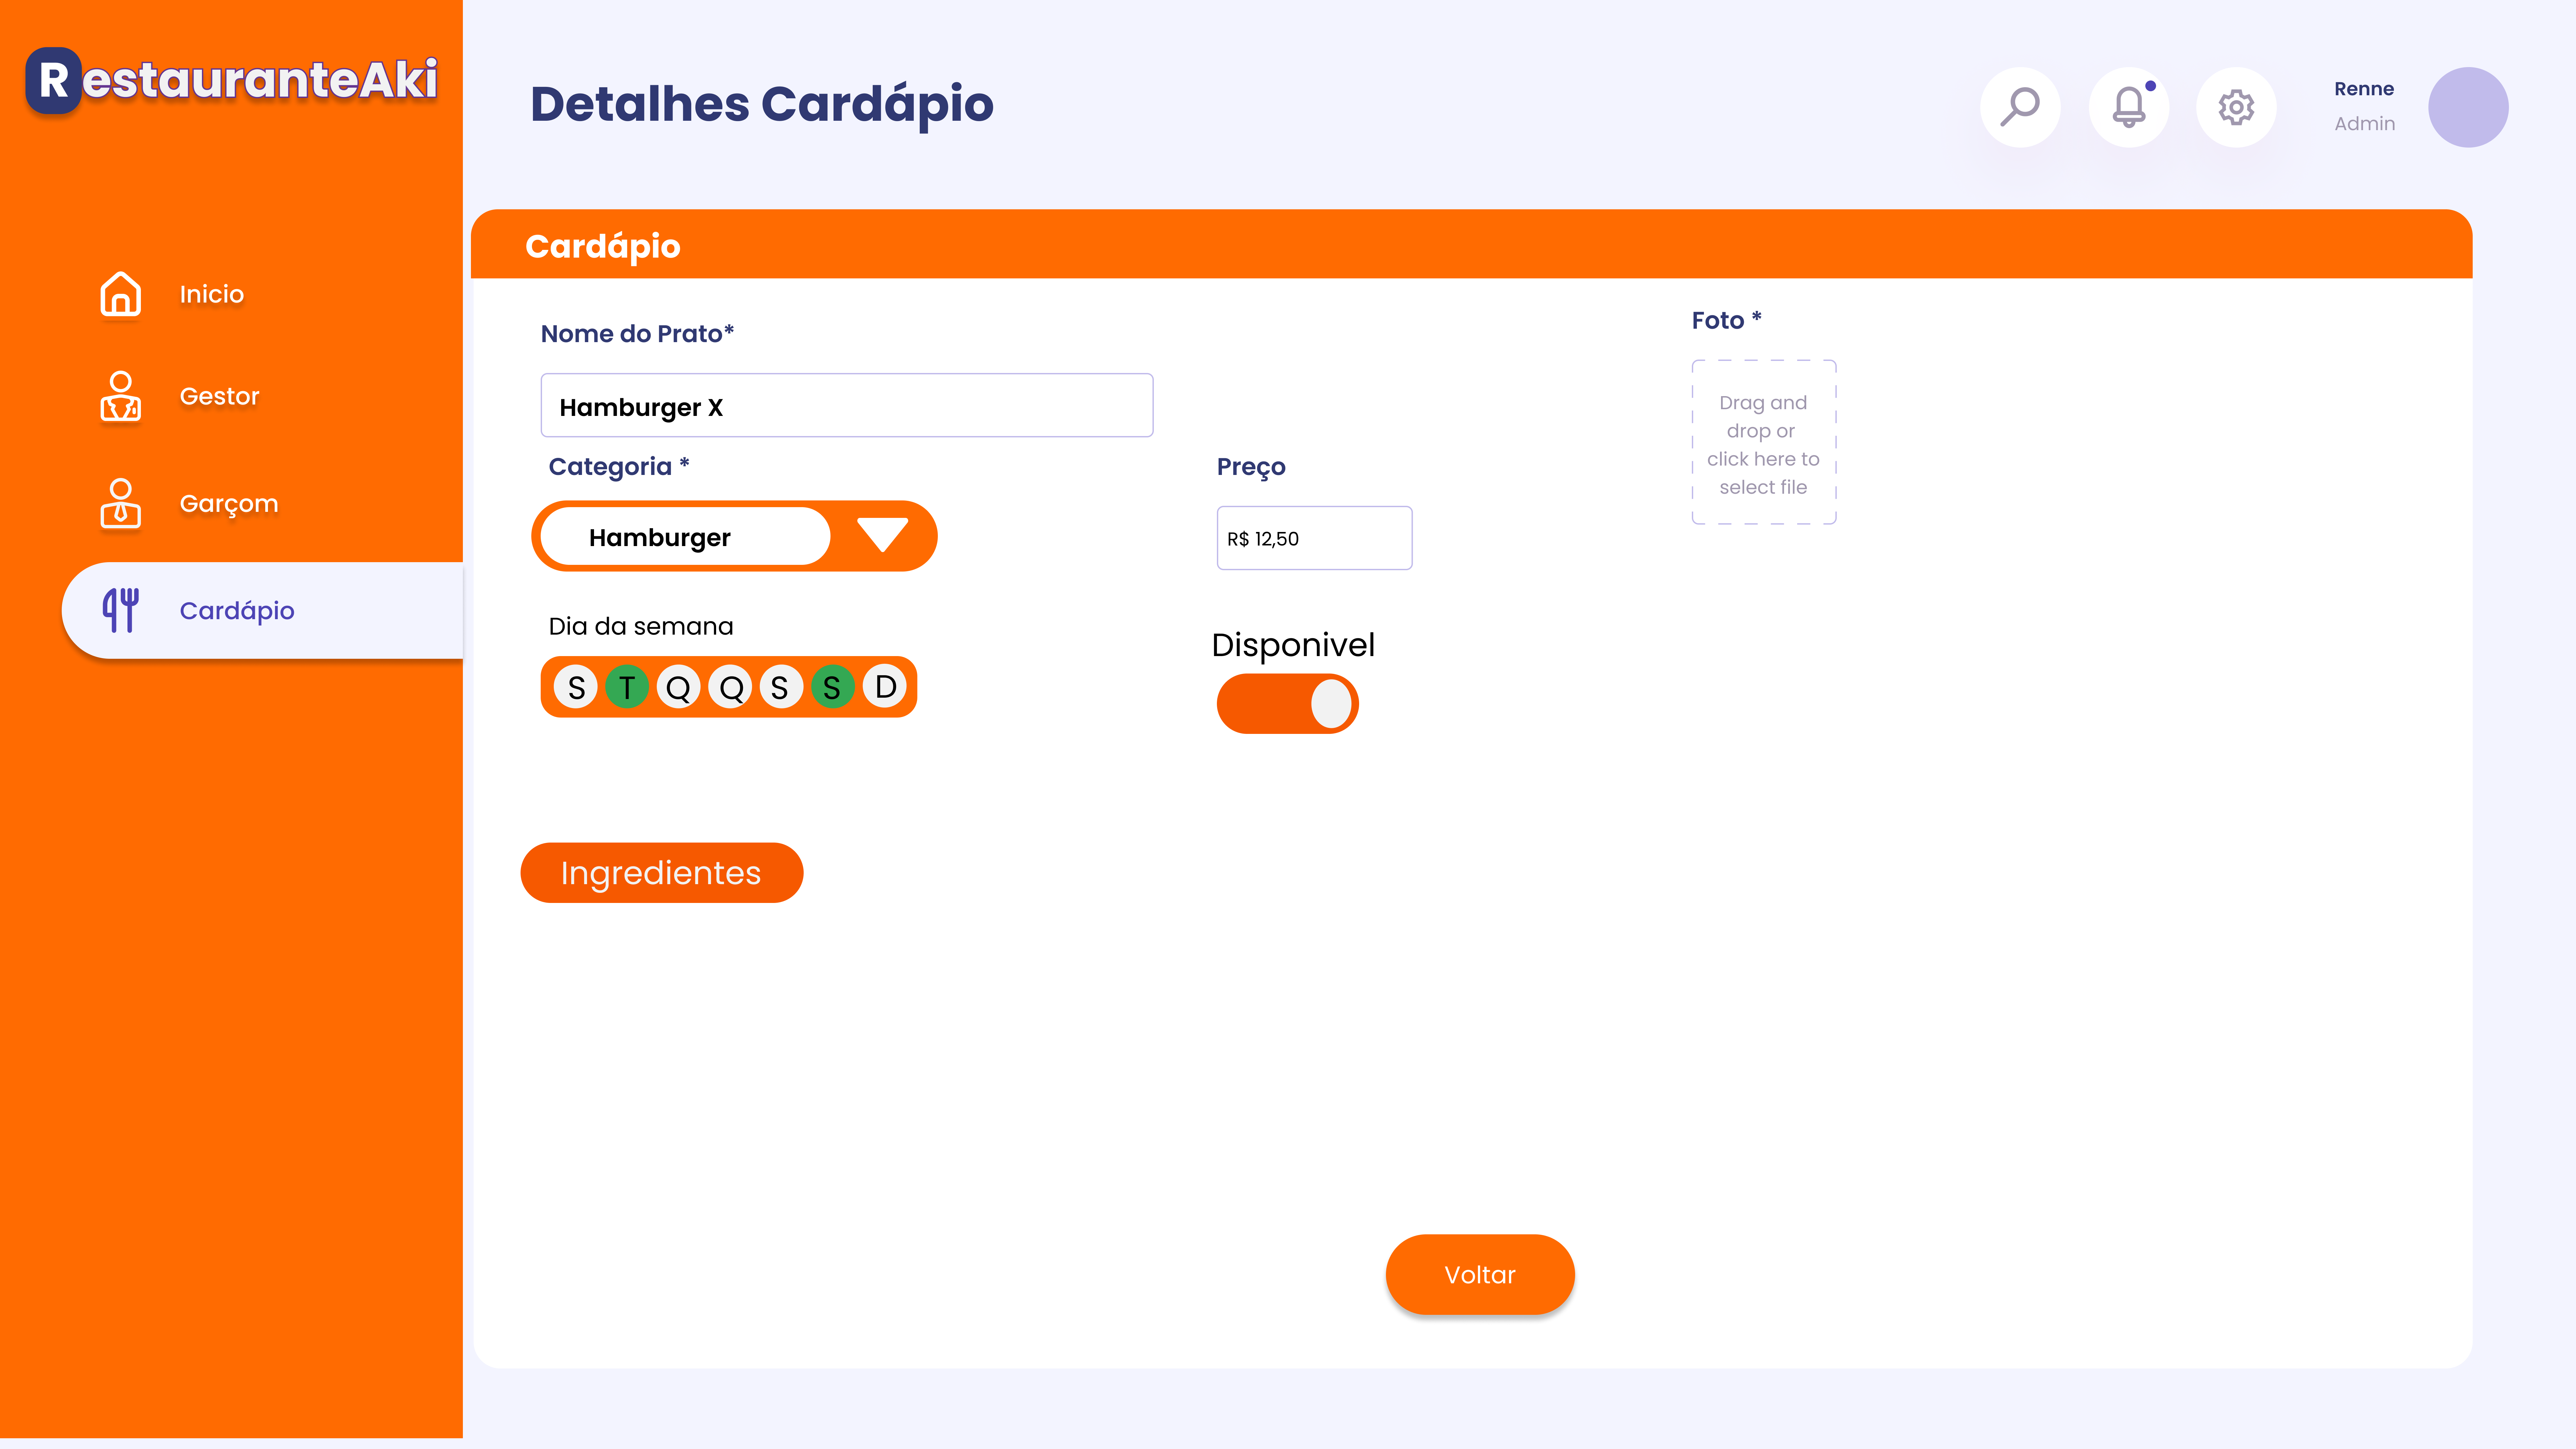 RestauranteAki
Inicio
Gestor
Garçom
Cardápio
Detalhes Cardápio
Renne
Admin
Cardápio
Nome do Prato*
Hamburger X
Categoria *
Hamburger
Preço
R$ 12,50
Foto *
Drag and
drop or
click here to
select file
Dia da semana
S T Q Q S S D
Disponivel
Ingredientes
Voltar